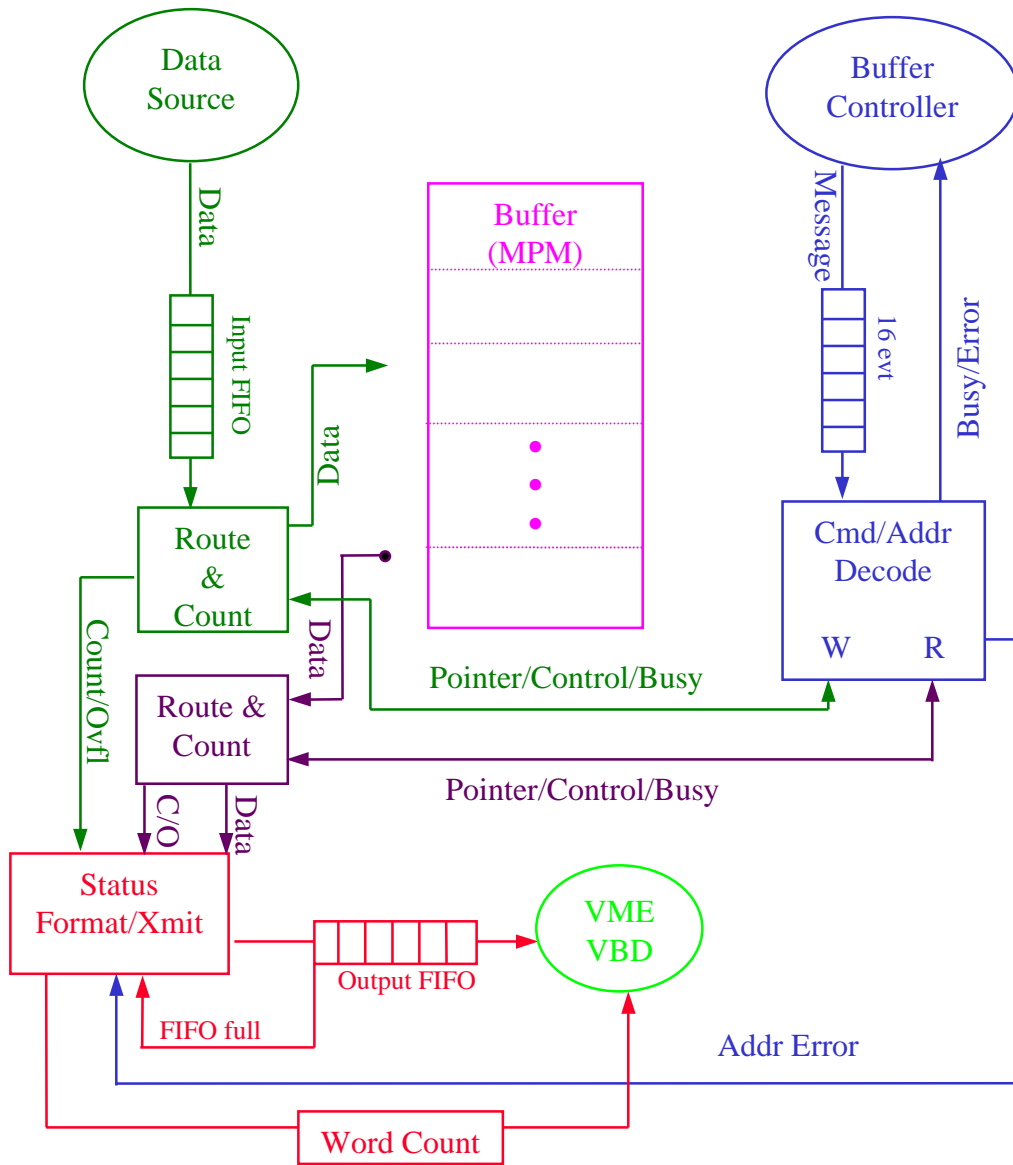 Data
Source
Buffer
Controller
Data
Message
Buffer
(MPM)
Input FIFO
16 evt
Busy/Error
Data
Route
&
Count
Cmd/Addr
Decode
W
R
Data
Count/Ovfl
Pointer/Control/Busy
Route &
Count
Pointer/Control/Busy
C/O
Data
Status
Format/Xmit
VME
VBD
Output FIFO
FIFO full
Addr Error
Word Count